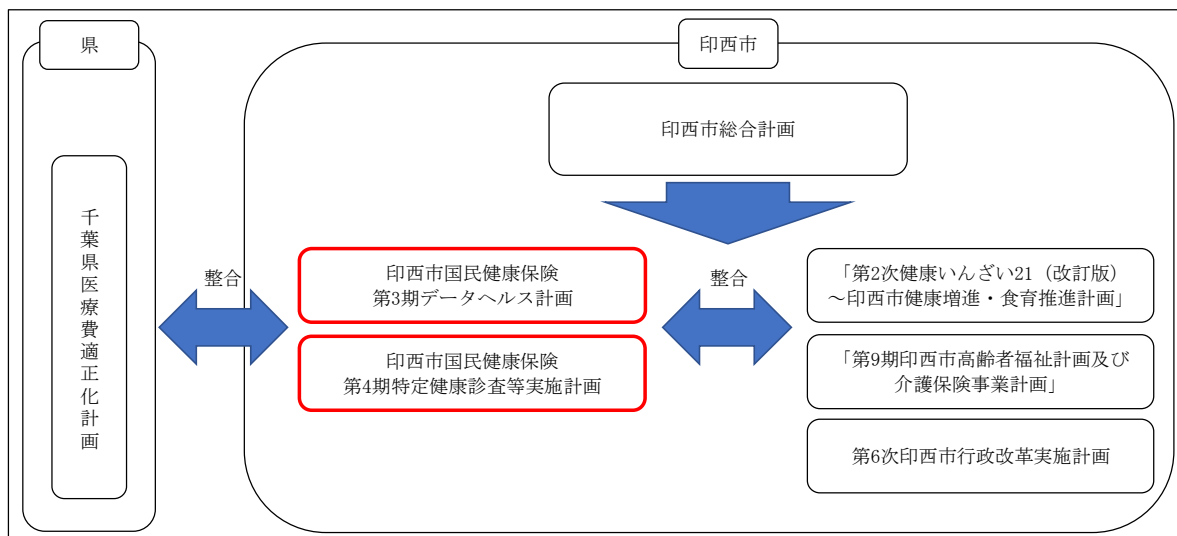 県
千葉県医療費適正化計画
整合
印西市
印西市総合計画
印西市国民健康保険
第3期データヘルス計画
印西市国民健康保険
第4期特定健康診査等実施計画
整合
「第2次健康いんざい21（改訂版）
～印西市健康増進・食育推進計画」
「第9期印西市高齢者福祉計画及び
介護保険事業計画」
第6次印西市行政改革実施計画